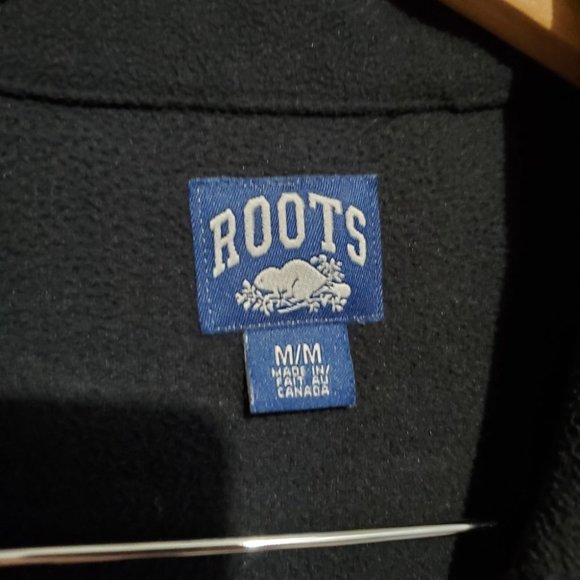 ROOTS
M/M
MADE IN/
FAIT AU
CANADA